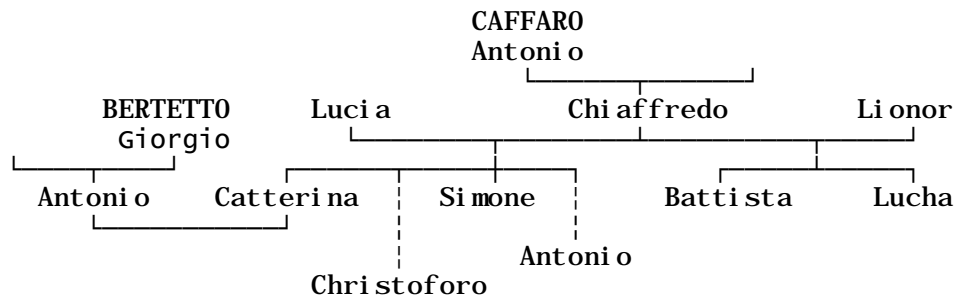 CAFFARO
Antonio
BERTETTO Lucia Chiaffredo Lionor
Giorgio
Antonio Catterina Simone Battista Lucha
Antonio
Christoforo